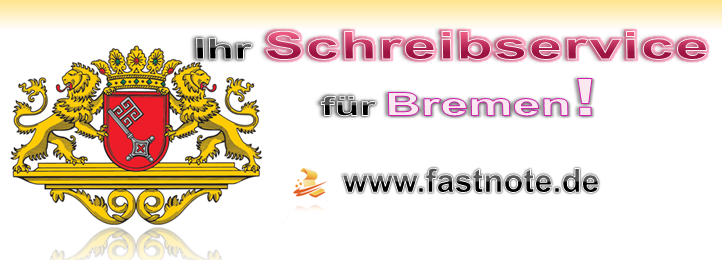 Ihr Schreibservice
für Bremen!
www.fastnote.de